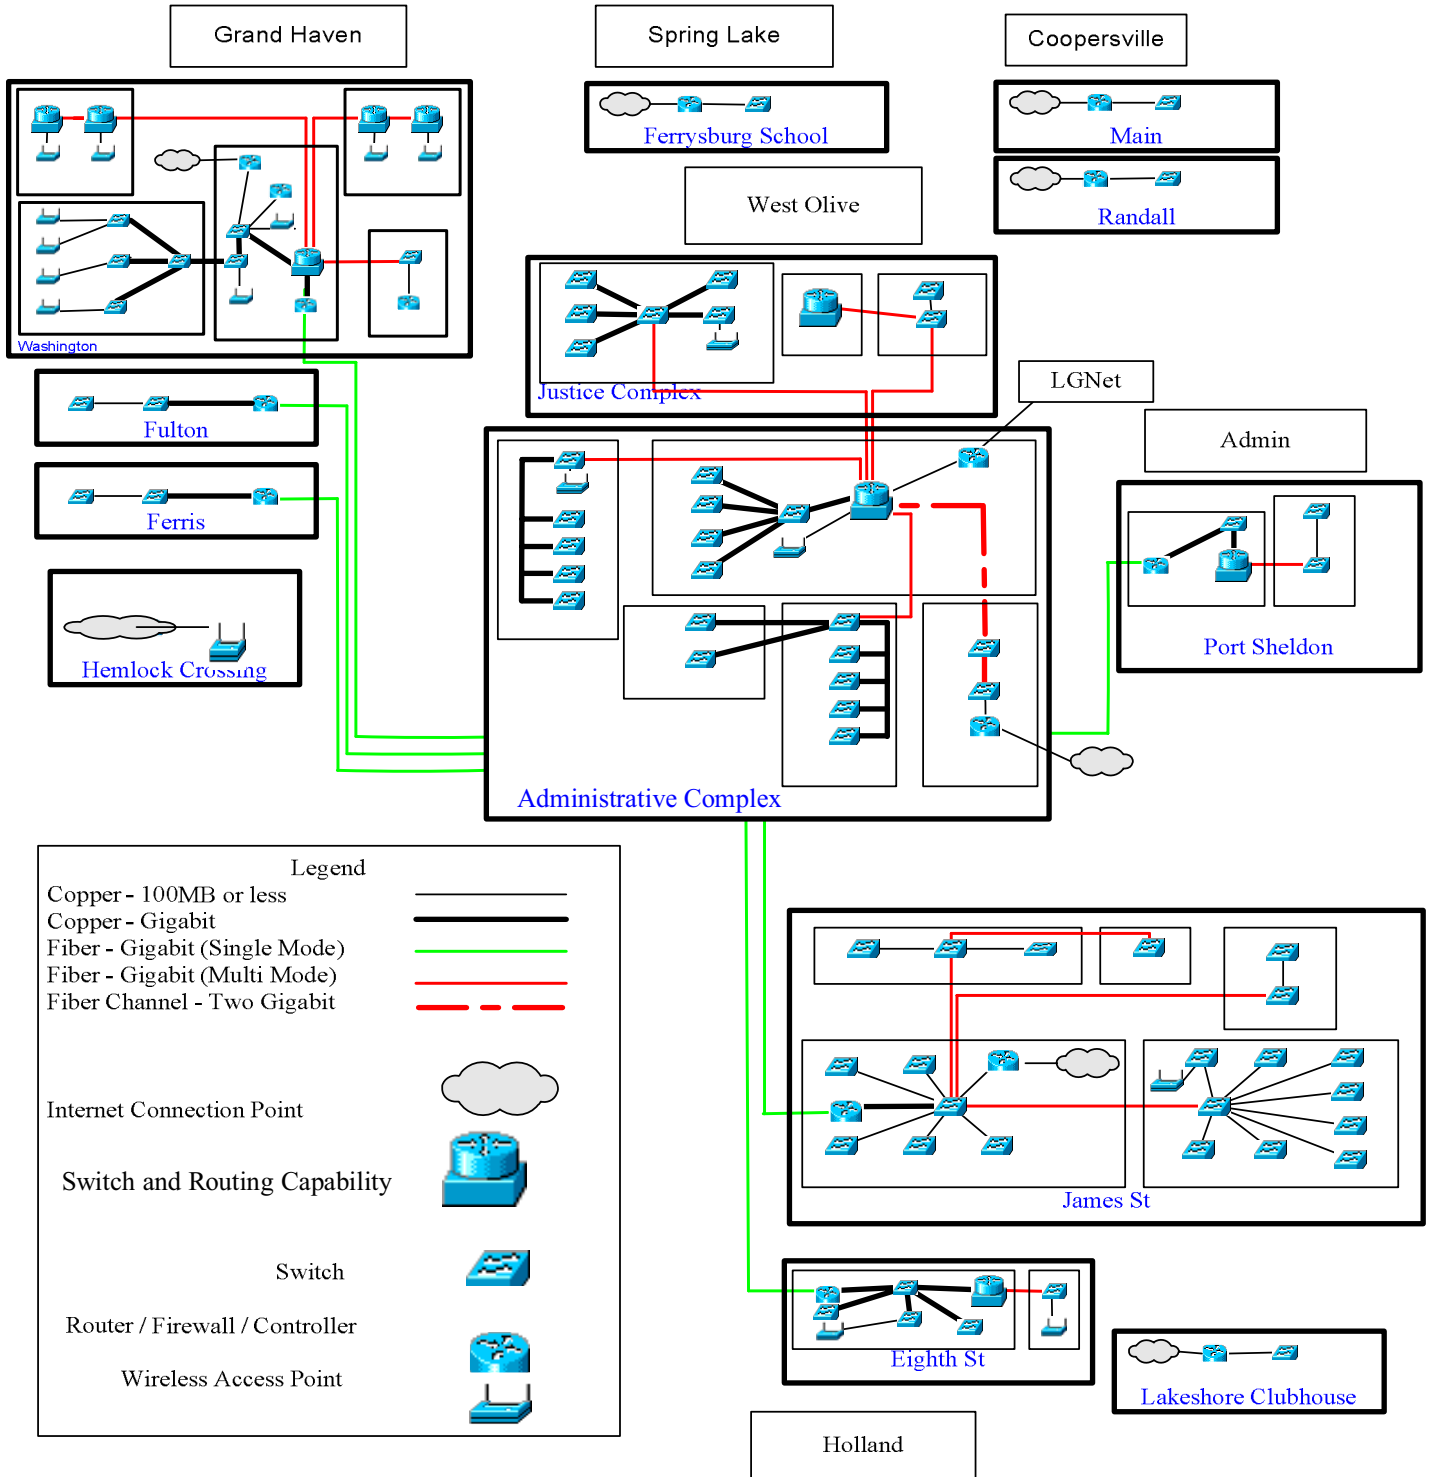 Grand Haven
Spring Lake
Coopersville
Ferrysburg School
Main
Randall
West Olive
Washington
Justice Complex
LGNet
Admin
Fulton
Ferris
Hemlock Crossing
Port Sheldon
Administrative Complex
Legend
Copper - 100MB or less
Copper - Gigabit
Fiber - Gigabit (Single Mode)
Fiber - Gigabit (Multi Mode)
Fiber Channel - Two Gigabit
Internet Connection Point
Switch and Routing Capability
Switch
Router / Firewall / Controller
Wireless Access Point
James St
Eighth St
Lakeshore Clubhouse
Holland